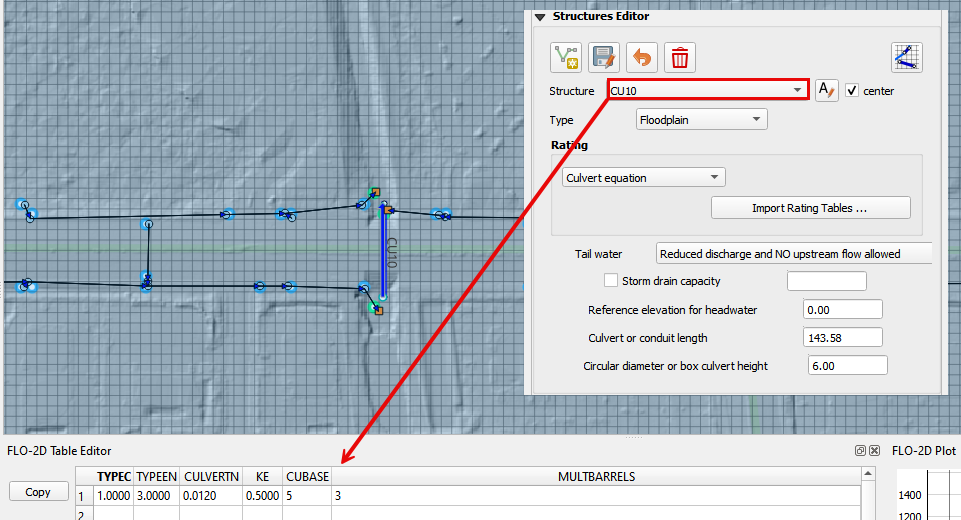 Structures Editor
Structure CU10 A center
Type Floodplain
Rating
Culvert equation
Import Rating Tables ...
Tail water Reduced discharge and NO upstream flow allowed
Storm drain capacity
Reference elevation for headwater 0.00
Culvert or conduit length 143.58
Circular diameter or box culvert height 6.00
CU10
FLO-2D Table Editor
FLO-2D Plot
Copy
TYPEC TYPEEN CULVERTN KE CUBASE MULTBARRELS
1 1.0000 3.0000 0.0120 0.5000 5 3
2
1400
1200